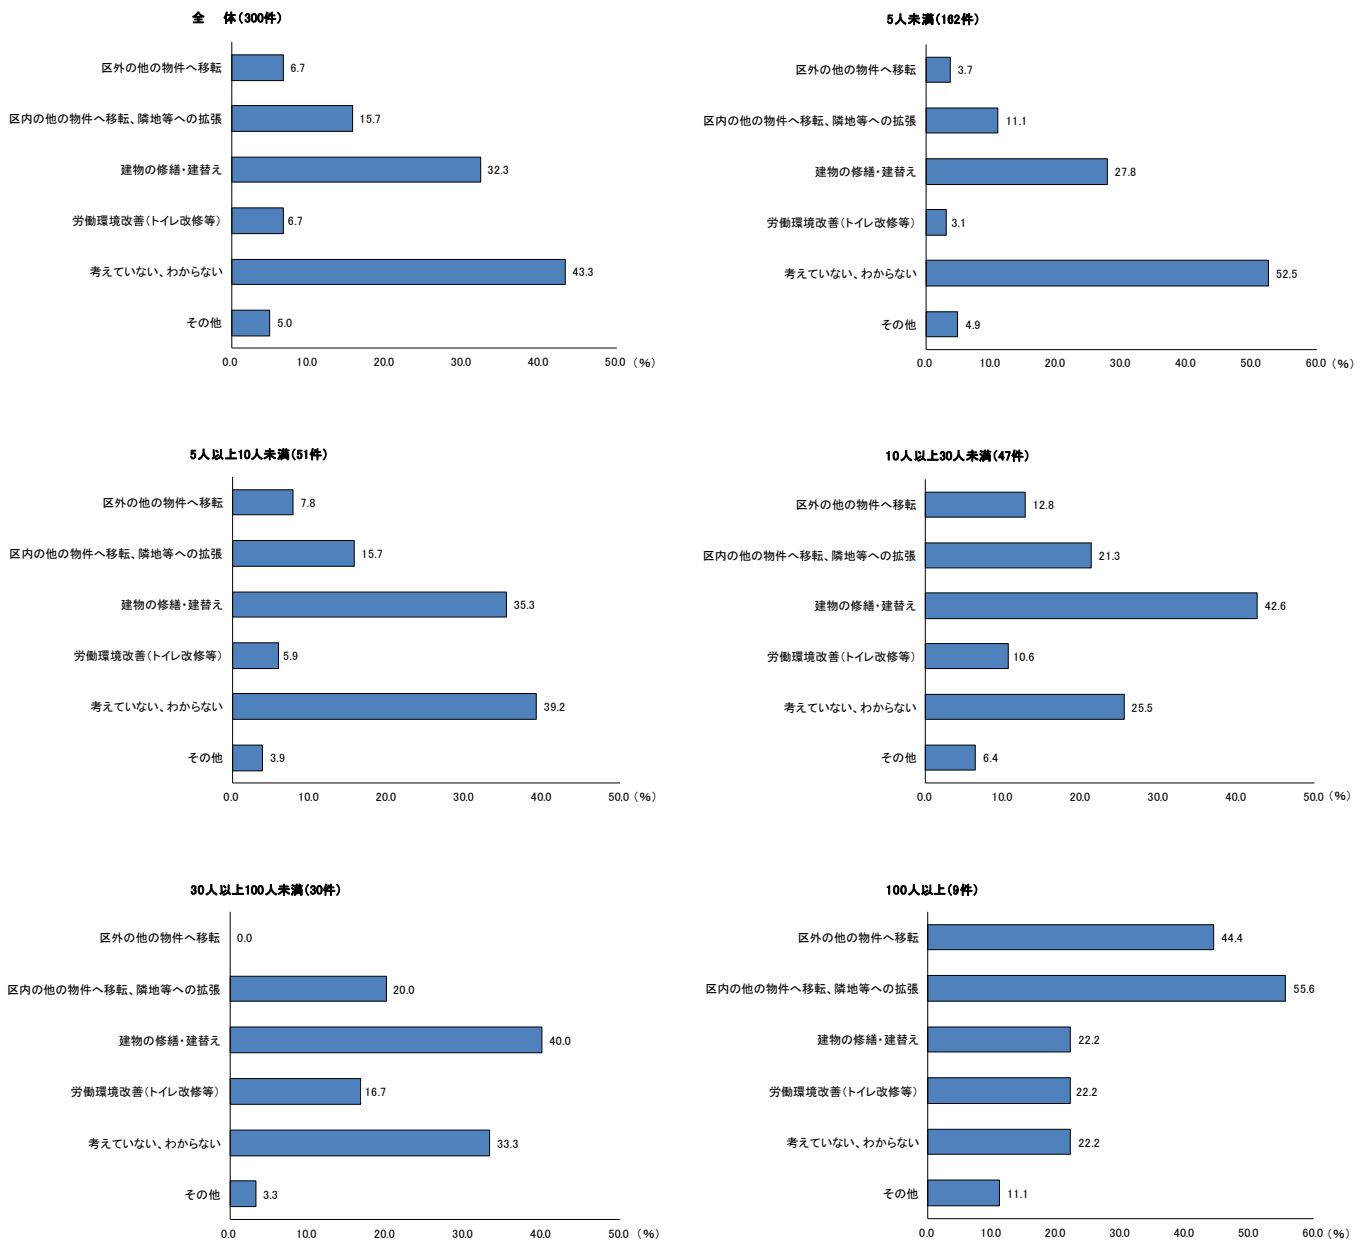 全　体(300件)
区外の他の物件へ移転 6.7
区内の他の物件へ移転、隣地等への拡張 15.7
建物の修繕・建替え 32.3
労働環境改善(トイレ改修等) 6.7
考えていない、わからない 43.3
その他 5.0
0.0 10.0 20.0 30.0 40.0 50.0 (%)
5人未満(162件)
区外の他の物件へ移転 3.7
区内の他の物件へ移転、隣地等への拡張 11.1
建物の修繕・建替え 27.8
労働環境改善(トイレ改修等) 3.1
考えていない、わからない 52.5
その他 4.9
0.0 10.0 20.0 30.0 40.0 50.0 60.0 (%)
5人以上10人未満(51件)
区外の他の物件へ移転 7.8
区内の他の物件へ移転、隣地等への拡張 15.7
建物の修繕・建替え 35.3
労働環境改善(トイレ改修等) 5.9
考えていない、わからない 39.2
その他 3.9
0.0 10.0 20.0 30.0 40.0 50.0 (%)
10人以上30人未満(47件)
区外の他の物件へ移転 12.8
区内の他の物件へ移転、隣地等への拡張 21.3
建物の修繕・建替え 42.6
労働環境改善(トイレ改修等) 10.6
考えていない、わからない 25.5
その他 6.4
0.0 10.0 20.0 30.0 40.0 50.0 (%)
30人以上100人未満(30件)
区外の他の物件へ移転 0.0
区内の他の物件へ移転、隣地等への拡張 20.0
建物の修繕・建替え 40.0
労働環境改善(トイレ改修等) 16.7
考えていない、わからない 33.3
その他 3.3
0.0 10.0 20.0 30.0 40.0 50.0 (%)
100人以上(9件)
区外の他の物件へ移転 44.4
区内の他の物件へ移転、隣地等への拡張 55.6
建物の修繕・建替え 22.2
労働環境改善(トイレ改修等) 22.2
考えていない、わからない 22.2
その他 11.1
0.0 10.0 20.0 30.0 40.0 50.0 60.0 (%)